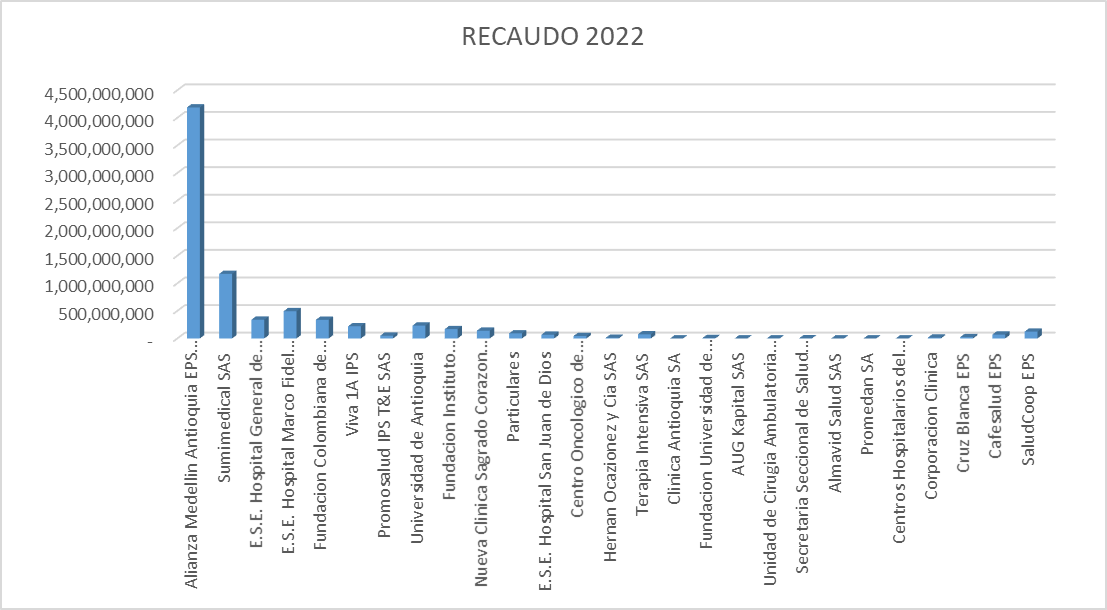 RECAUDO 2022
4,500,000,000
4,000,000,000
3,500,000,000
3,000,000,000
2,500,000,000
2,000,000,000
1,500,000,000
1,000,000,000
500,000,000
-
Alianza Medellin Antioquia EPS...
Sumimedical SAS
E.S.E. Hospital General de...
E.S.E. Hospital Marco Fidel...
Fundacion Colombiana de...
Viva 1A IPS
Promosalud IPS T&E SAS
Universidad de Antioquia
Fundacion Instituto...
Nueva Clinica Sagrado Corazon...
Particulares
E.S.E. Hospital San Juan de Dios
Centro Oncologico de...
Hernan Ocazionez y Cia SAS
Terapia Intensiva SAS
Clinica Antioquia SA
Fundacion Universidad de...
AUG Kapital SAS
Unidad de Cirugia Ambulatoria...
Secretaria Seccional de Salud...
Almavid Salud SAS
Promedan SA
Centros Hospitalarios del...
Corporacion Clinica
Cruz Blanca EPS
Cafesalud EPS
SaludCoop EPS